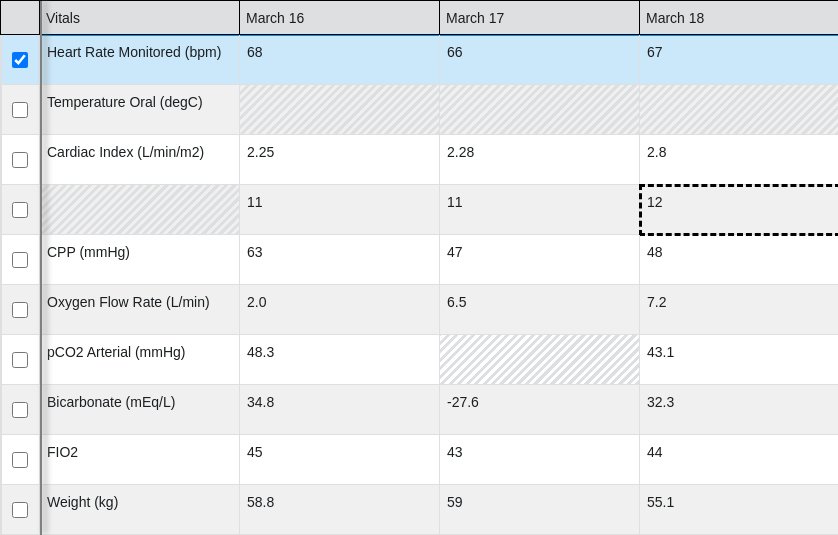 Vitals March 16 March 17 March 18
Heart Rate Monitored (bpm) 68 66 67
Temperature Oral (degC)
Cardiac Index (L/min/m2) 2.25 2.28 2.8
11 11 12
CPP (mmHg) 63 47 48
Oxygen Flow Rate (L/min) 2.0 6.5 7.2
pCO2 Arterial (mmHg) 48.3 43.1
Bicarbonate (mEq/L) 34.8 -27.6 32.3
FIO2 45 43 44
Weight (kg) 58.8 59 55.1